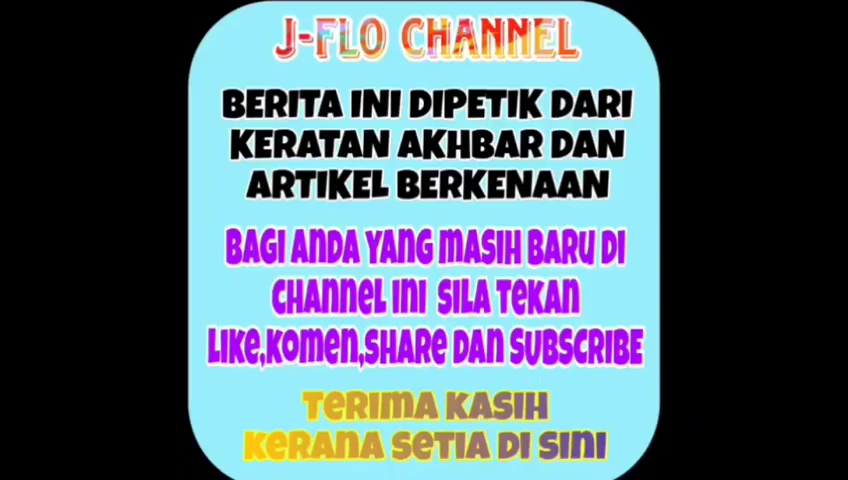 J-FLO CHANNEL
BERITA INI DIPETIK DARI
KERATAN AKHBAR DAN
ARTIKEL BERKENAAN
BAGI ANDA YANG MASIH BARU DI
CHANNEL INI SILA TEKAN
LIKE,KOMEN,SHARE DAN SUBSCRIBE
TERIMA KASIH
KERANA SETIA DI SINI